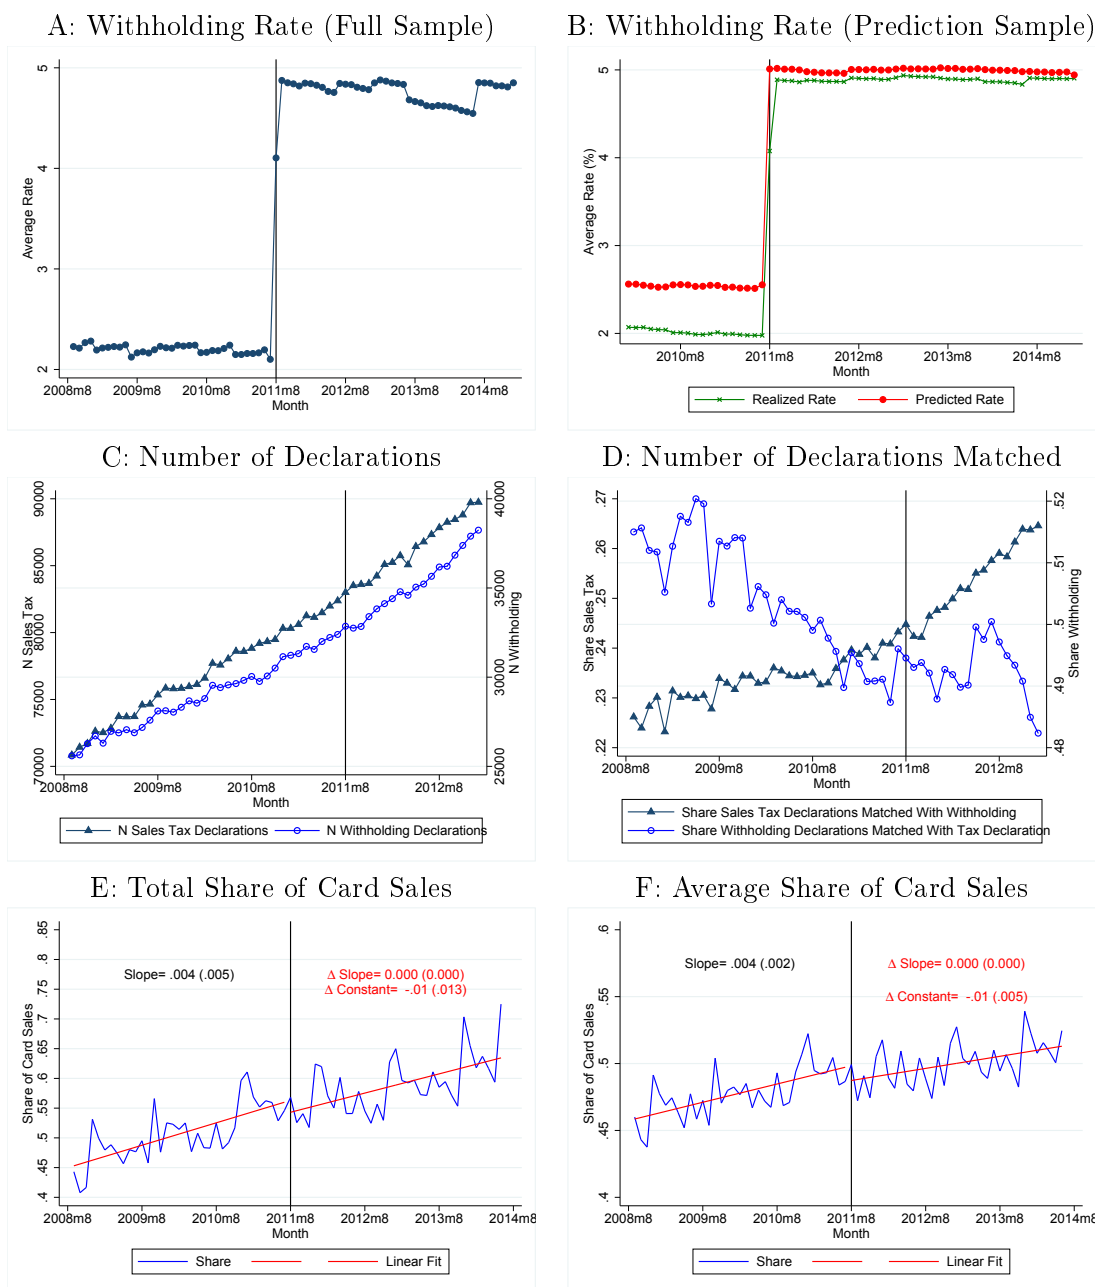 A: Withholding Rate (Full Sample)
5
4
3
2
Average Rate
2008m8 2009m8 2010m8 2011m8 2012m8 2013m8 2014m8
Month
B: Withholding Rate (Prediction Sample)
5
4
3
2
Average Rate (%)
2010m8 2011m8 2012m8 2013m8 2014m8
Month
Realized Rate Predicted Rate
C: Number of Declarations
90000
85000
80000
75000
70000
N Sales Tax
40000
35000
30000
25000
N Withholding
2008m8 2009m8 2010m8 2011m8 2012m8
Month
N Sales Tax Declarations N Withholding Declarations
D: Number of Declarations Matched
.27
.26
.25
.24
.23
.22
Share Sales Tax
.52
.51
.5
.49
.48
Share Withholding
2008m8 2009m8 2010m8 2011m8 2012m8
Month
Share Sales Tax Declarations Matched With Withholding
Share Withholding Declarations Matched With Tax Declaration
E: Total Share of Card Sales
.85
.8
.75
.7
.65
.6
.55
.5
.45
.4
Share of Card Sales
Slope= .004 (.005)
Δ Slope= 0.000 (0.000)
Δ Constant= -.01 (.013)
2008m8 2009m8 2010m8 2011m8 2012m8 2013m8 2014m8
Month
Share Linear Fit
F: Average Share of Card Sales
.6
.55
.5
.45
.4
Share of Card Sales
Slope= .004 (.002)
Δ Slope= 0.000 (0.000)
Δ Constant= -.01 (.005)
2008m8 2009m8 2010m8 2011m8 2012m8 2013m8 2014m8
Month
Share Linear Fit